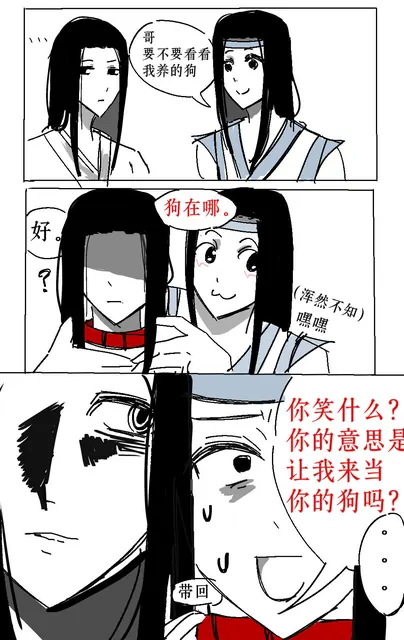 ...
哥
要不要看看
我养的狗
好。
?
狗在哪。
(浑然不知)
嘿嘿
你笑什么?
你的意思是
让我来当
你的狗吗?
...
带回